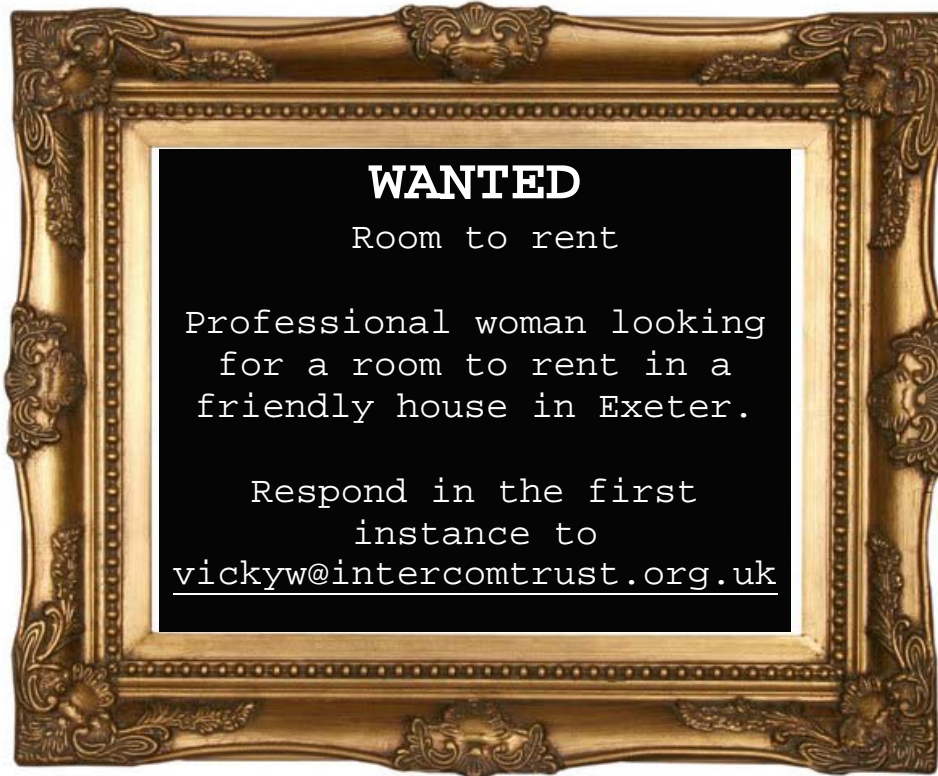 WANTED
Room to rent
Professional woman looking
for a room to rent in a
friendly house in Exeter.
Respond in the first
instance to
vickyw@intercomtrust.org.uk